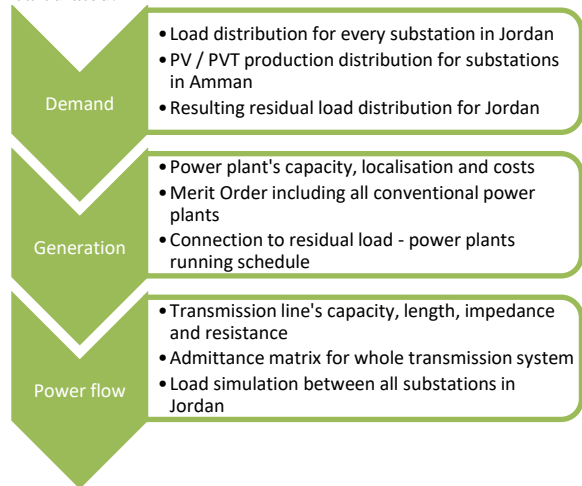 Demand
• Load distribution for every substation in Jordan
• PV / PVT production distribution for substations
in Amman
• Resulting residual load distribution for Jordan
Generation
• Power plant's capacity, localisation and costs
• Merit Order including all conventional power
plants
• Connection to residual load - power plants
running schedule
Power flow
• Transmission line's capacity, length, impedance
and resistance
• Admittance matrix for whole transmission system
• Load simulation between all substations in
Jordan